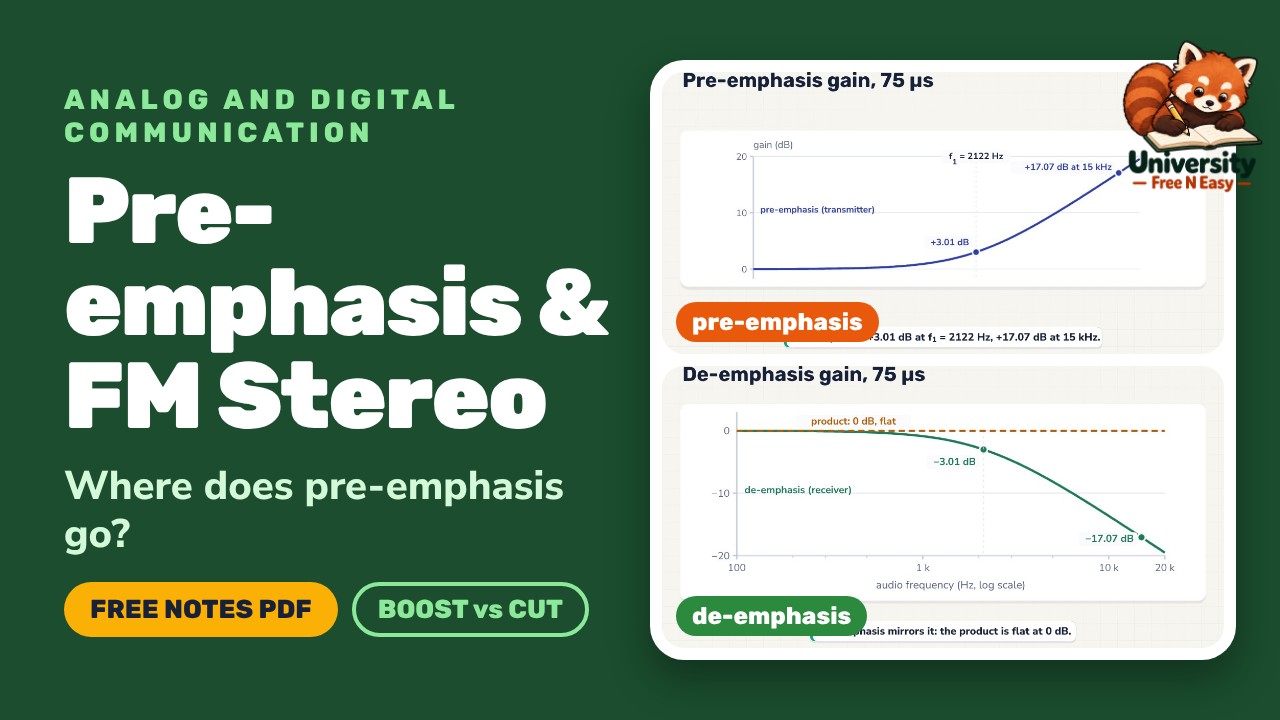 ANALOG AND DIGITAL
COMMUNICATION
Pre-
emphasis &
FM Stereo
Where does pre-emphasis
go?
FREE NOTES PDF
BOOST vs CUT
Pre-emphasis gain, 75 µs
gain (dB)
20
f1 = 2122 Hz
+17.07 dB at 15 kHz
10
pre-emphasis (transmitter)
+3.01 dB
0
pre-emphasis
+3.01 dB at f1 = 2122 Hz, +17.07 dB at 15 kHz.
De-emphasis gain, 75 µs
product: 0 dB, flat
0
−3.01 dB
−10
de-emphasis (receiver)
−17.07 dB
−20
100
1 k
10 k
20 k
audio frequency (Hz, log scale)
de-emphasis
mirrors it: the product is flat at 0 dB.
University
Free N Easy